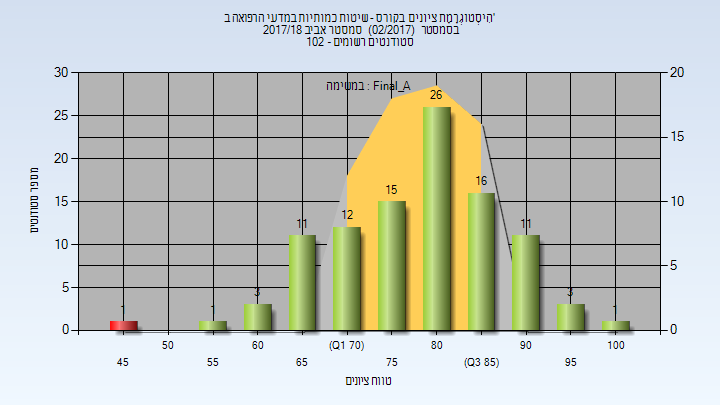 היסטוגרמת ציונים בקורס - שיטות כמותיות במדעי הרפואה ב'
בסמסטר (02/2017) סמסטר אביב 2017/18
סטודנטים רשומים - 102
במשימה : Final_A
מספר סטודנטים
30 25 20 15 10 5 0
20 15 10 5 0
1 1 3 11 12 15 26 16 11 3 1
45 50 55 60 65 (Q1 70) 75 80 (Q3 85) 90 95 100
טווח ציונים